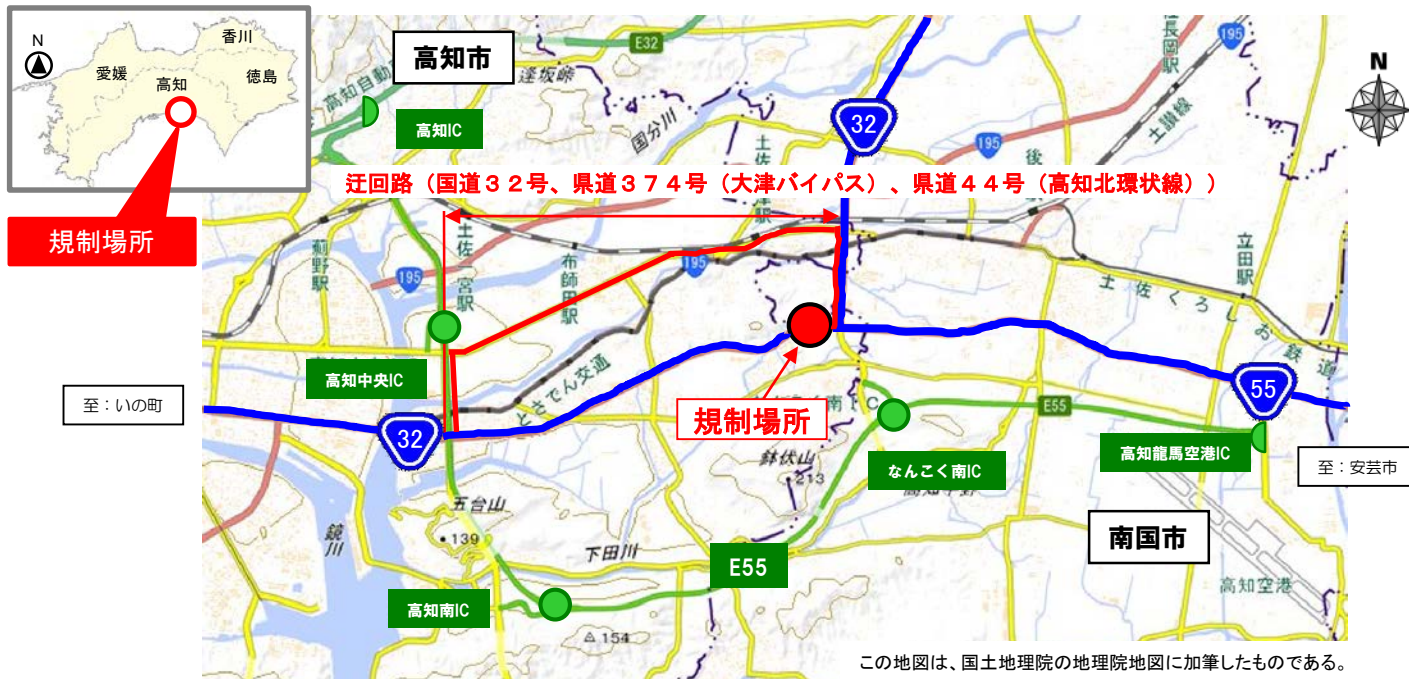 N
香川
愛媛
徳島
高知
規制場所
高知市
E32
逢坂峠
195
N
高知自動
高知IC
国分川
32
土讃線
195
迂回路（国道３２号、県道３７４号（大津バイパス）、県道４４号（高知北環状線））
薊野駅
195
土佐一宮駅
布師田駅
195
立田駅
土佐くろしお鉄道
高知中央IC
とさでん交通
至：いの町
32
規制場所
E55
55
高知龍馬空港IC
至：安芸市
鉢伏山
213
なんこく南IC
五台山
139
鏡川
下田川
E55
南国市
高知空港
高知南IC
154
この地図は、国土地理院の地理院地図に加筆したものである。